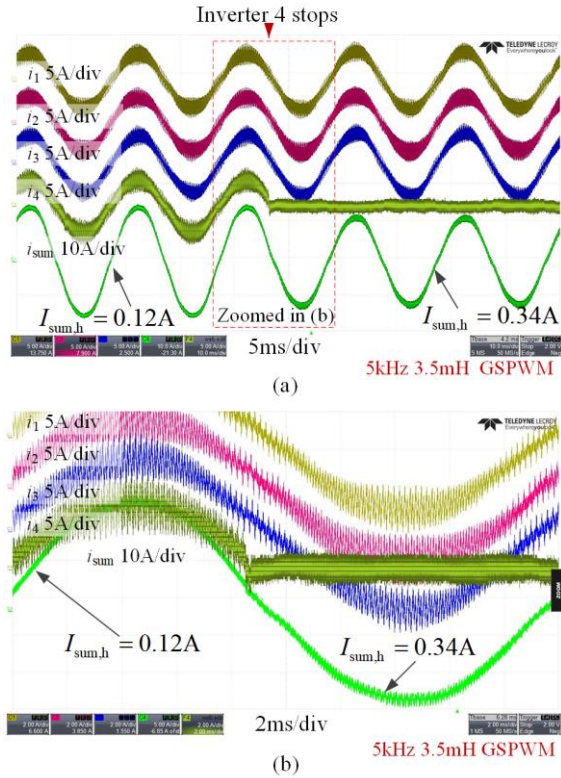 Inverter 4 stops
TELEDYNE LECROY
Everywhereyoulook
i1 5A/div
i2 5A/div
i3 5A/div
i4 5A/div
isum 10A/div
Isum,h = 0.12A
Zoomed in (b)
Isum,h = 0.34A
5ms/div
5kHz 3.5mH GSPWM
(a)
TELEDYNE LECROY
Everywhereyoulook
i1 5A/div
i2 5A/div
i3 5A/div
i4 5A/div
isum 10A/div
ZOOM
Isum,h = 0.12A
Isum,h = 0.34A
2ms/div
5kHz 3.5mH GSPWM
(b)